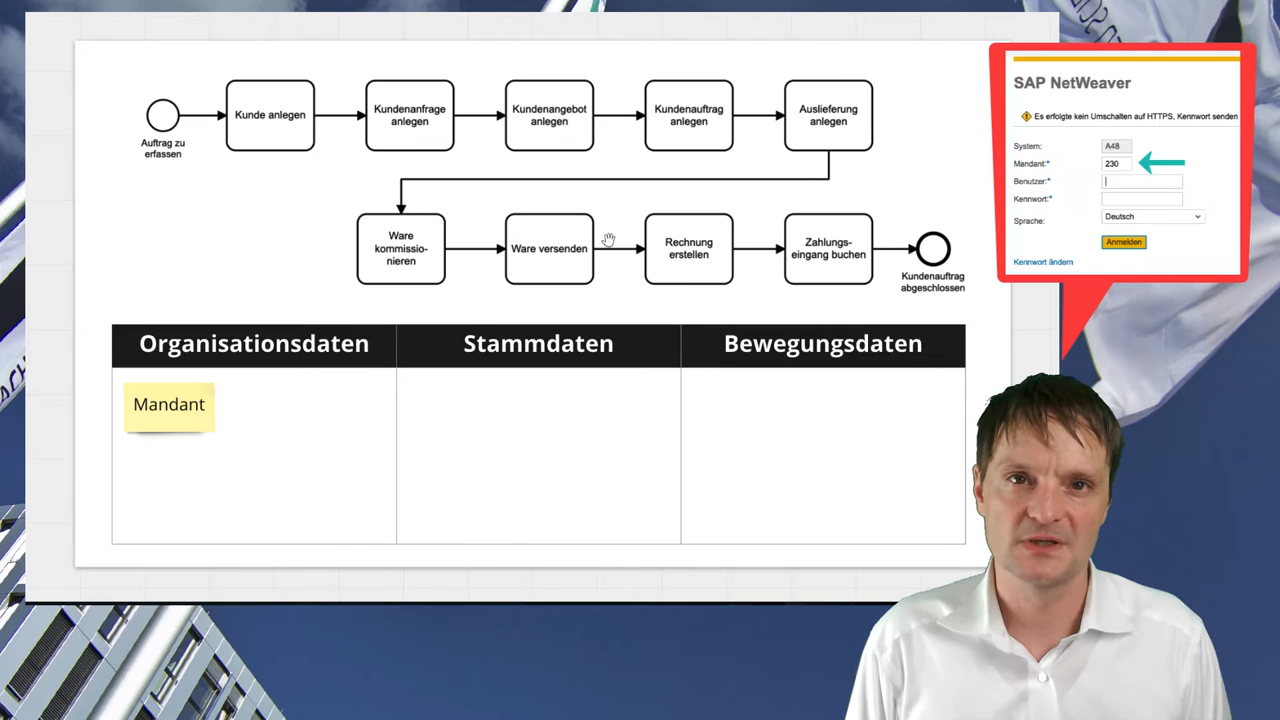 Auftrag zu
erfassen
Kunde anlegen
Kundenanfrage
anlegen
Kundenangebot
anlegen
Kundenauftrag
anlegen
Auslieferung
anlegen
Ware
kommissio-
nieren
Ware versenden
Rechnung
erstellen
Zahlungs-
eingang buchen
Kundenauftrag
abgeschlossen
Organisationsdaten
Stammdaten
Bewegungsdaten
Mandant
SAP NetWeaver
Es erfolgte kein Umschalten auf HTTPS, Kennwort senden
System: A48
Mandant:* 230
Benutzer:*
Kennwort:*
Sprache: Deutsch
Anmelden
Kennwort ändern